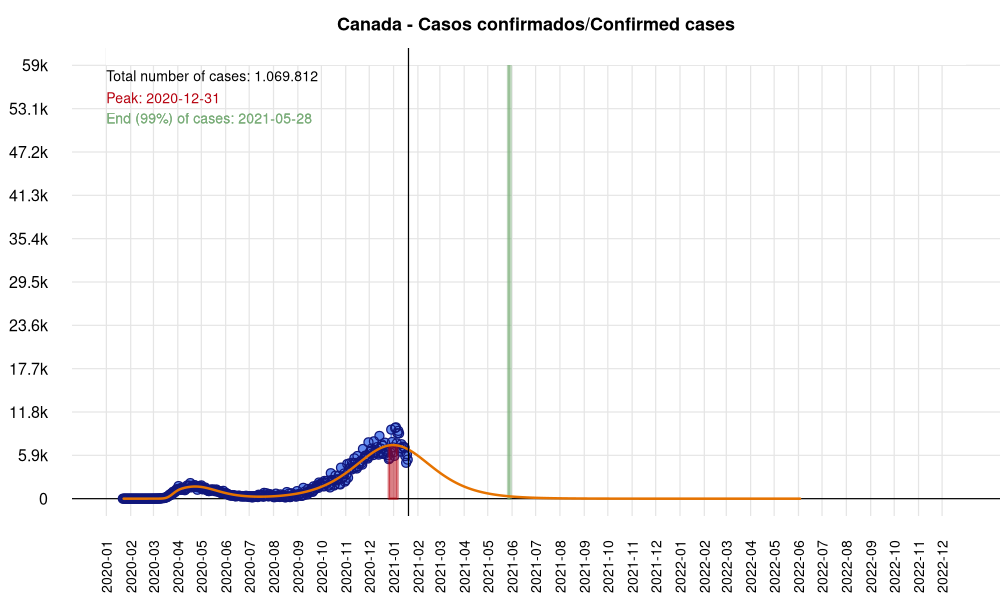 Canada - Casos confirmados/Confirmed cases
Total number of cases: 1.069.812
Peak: 2020-12-31
End (99%) of cases: 2021-05-28
59k
53.1k
47.2k
41.3k
35.4k
29.5k
23.6k
17.7k
11.8k
5.9k
0
2020-01
2020-02
2020-03
2020-04
2020-05
2020-06
2020-07
2020-08
2020-09
2020-10
2020-11
2020-12
2021-01
2021-03
2021-04
2021-05
2021-06
2021-07
2021-08
2021-09
2021-10
2021-11
2021-12
2022-01
2022-02
2022-03
2022-04
2022-05
2022-06
2022-07
2022-08
2022-09
2022-10
2022-11
2022-12